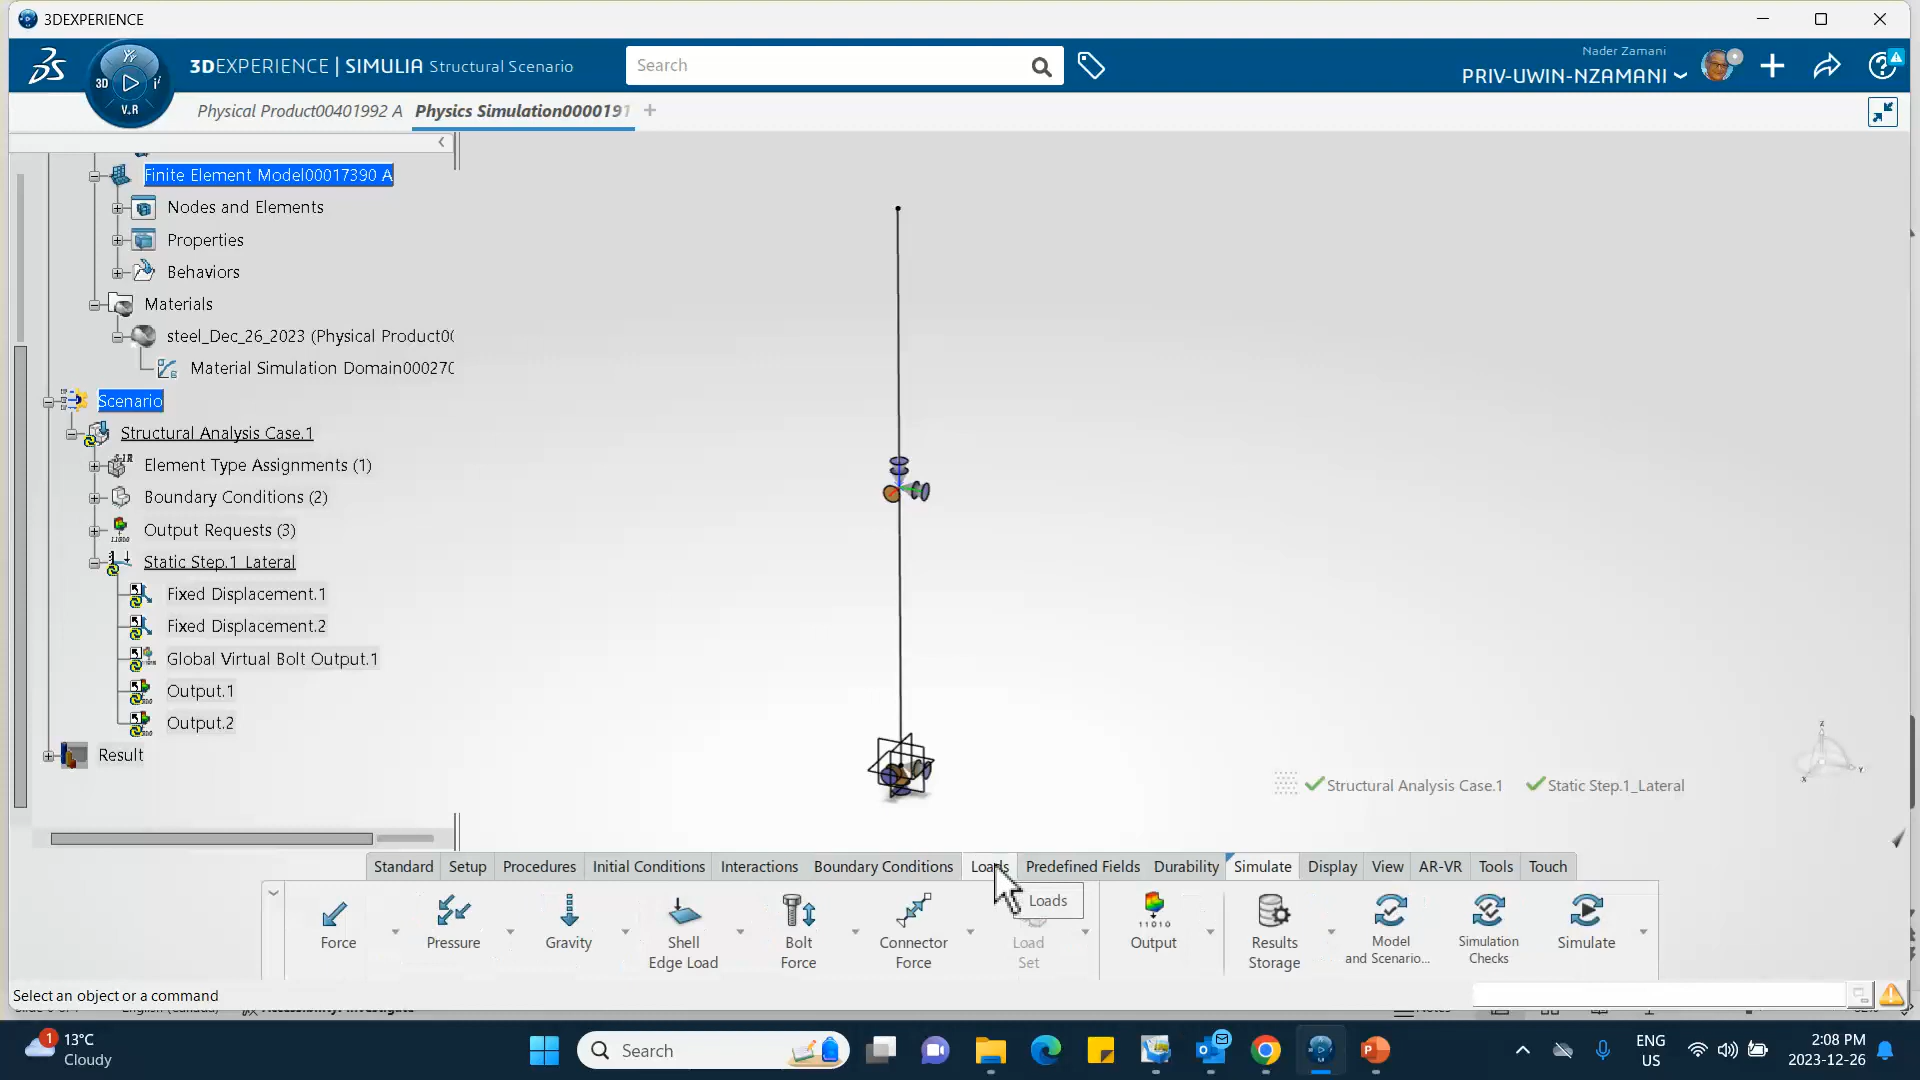 3DEXPERIENCE
3DEXPERIENCE | SIMULIA Structural Scenario
Search
Nader Zamani
PRIV-UWIN-NZAMANI
3D
V.R
Physical Product00401992 A
Physics Simulation0000191
Finite Element Model00017390 A
Nodes and Elements
Properties
Behaviors
Materials
steel_Dec_26_2023 (Physical Product0(
Material Simulation Domain00027(
Scenario
Structural Analysis Case.1
Element Type Assignments (1)
Boundary Conditions (2)
Output Requests (3)
Static Step.1_Lateral
Fixed Displacement.1
Fixed Displacement.2
Global Virtual Bolt Output.1
Output.1
Output.2
Result
Structural Analysis Case.1
Static Step.1_Lateral
Z
X
Y
Standard Setup Procedures Initial Conditions Interactions Boundary Conditions Loads Predefined Fields Durability Simulate Display View AR-VR Tools Touch
Loads
Force
Pressure
Gravity
Shell
Edge Load
Bolt
Force
Connector
Force
Load
Set
11010
Output
Results
Storage
Model
and Scenario...
Simulation
Checks
Simulate
Select an object or a command
1
13°C
Cloudy
Search
ENG
US
2:08 PM
2023-12-26